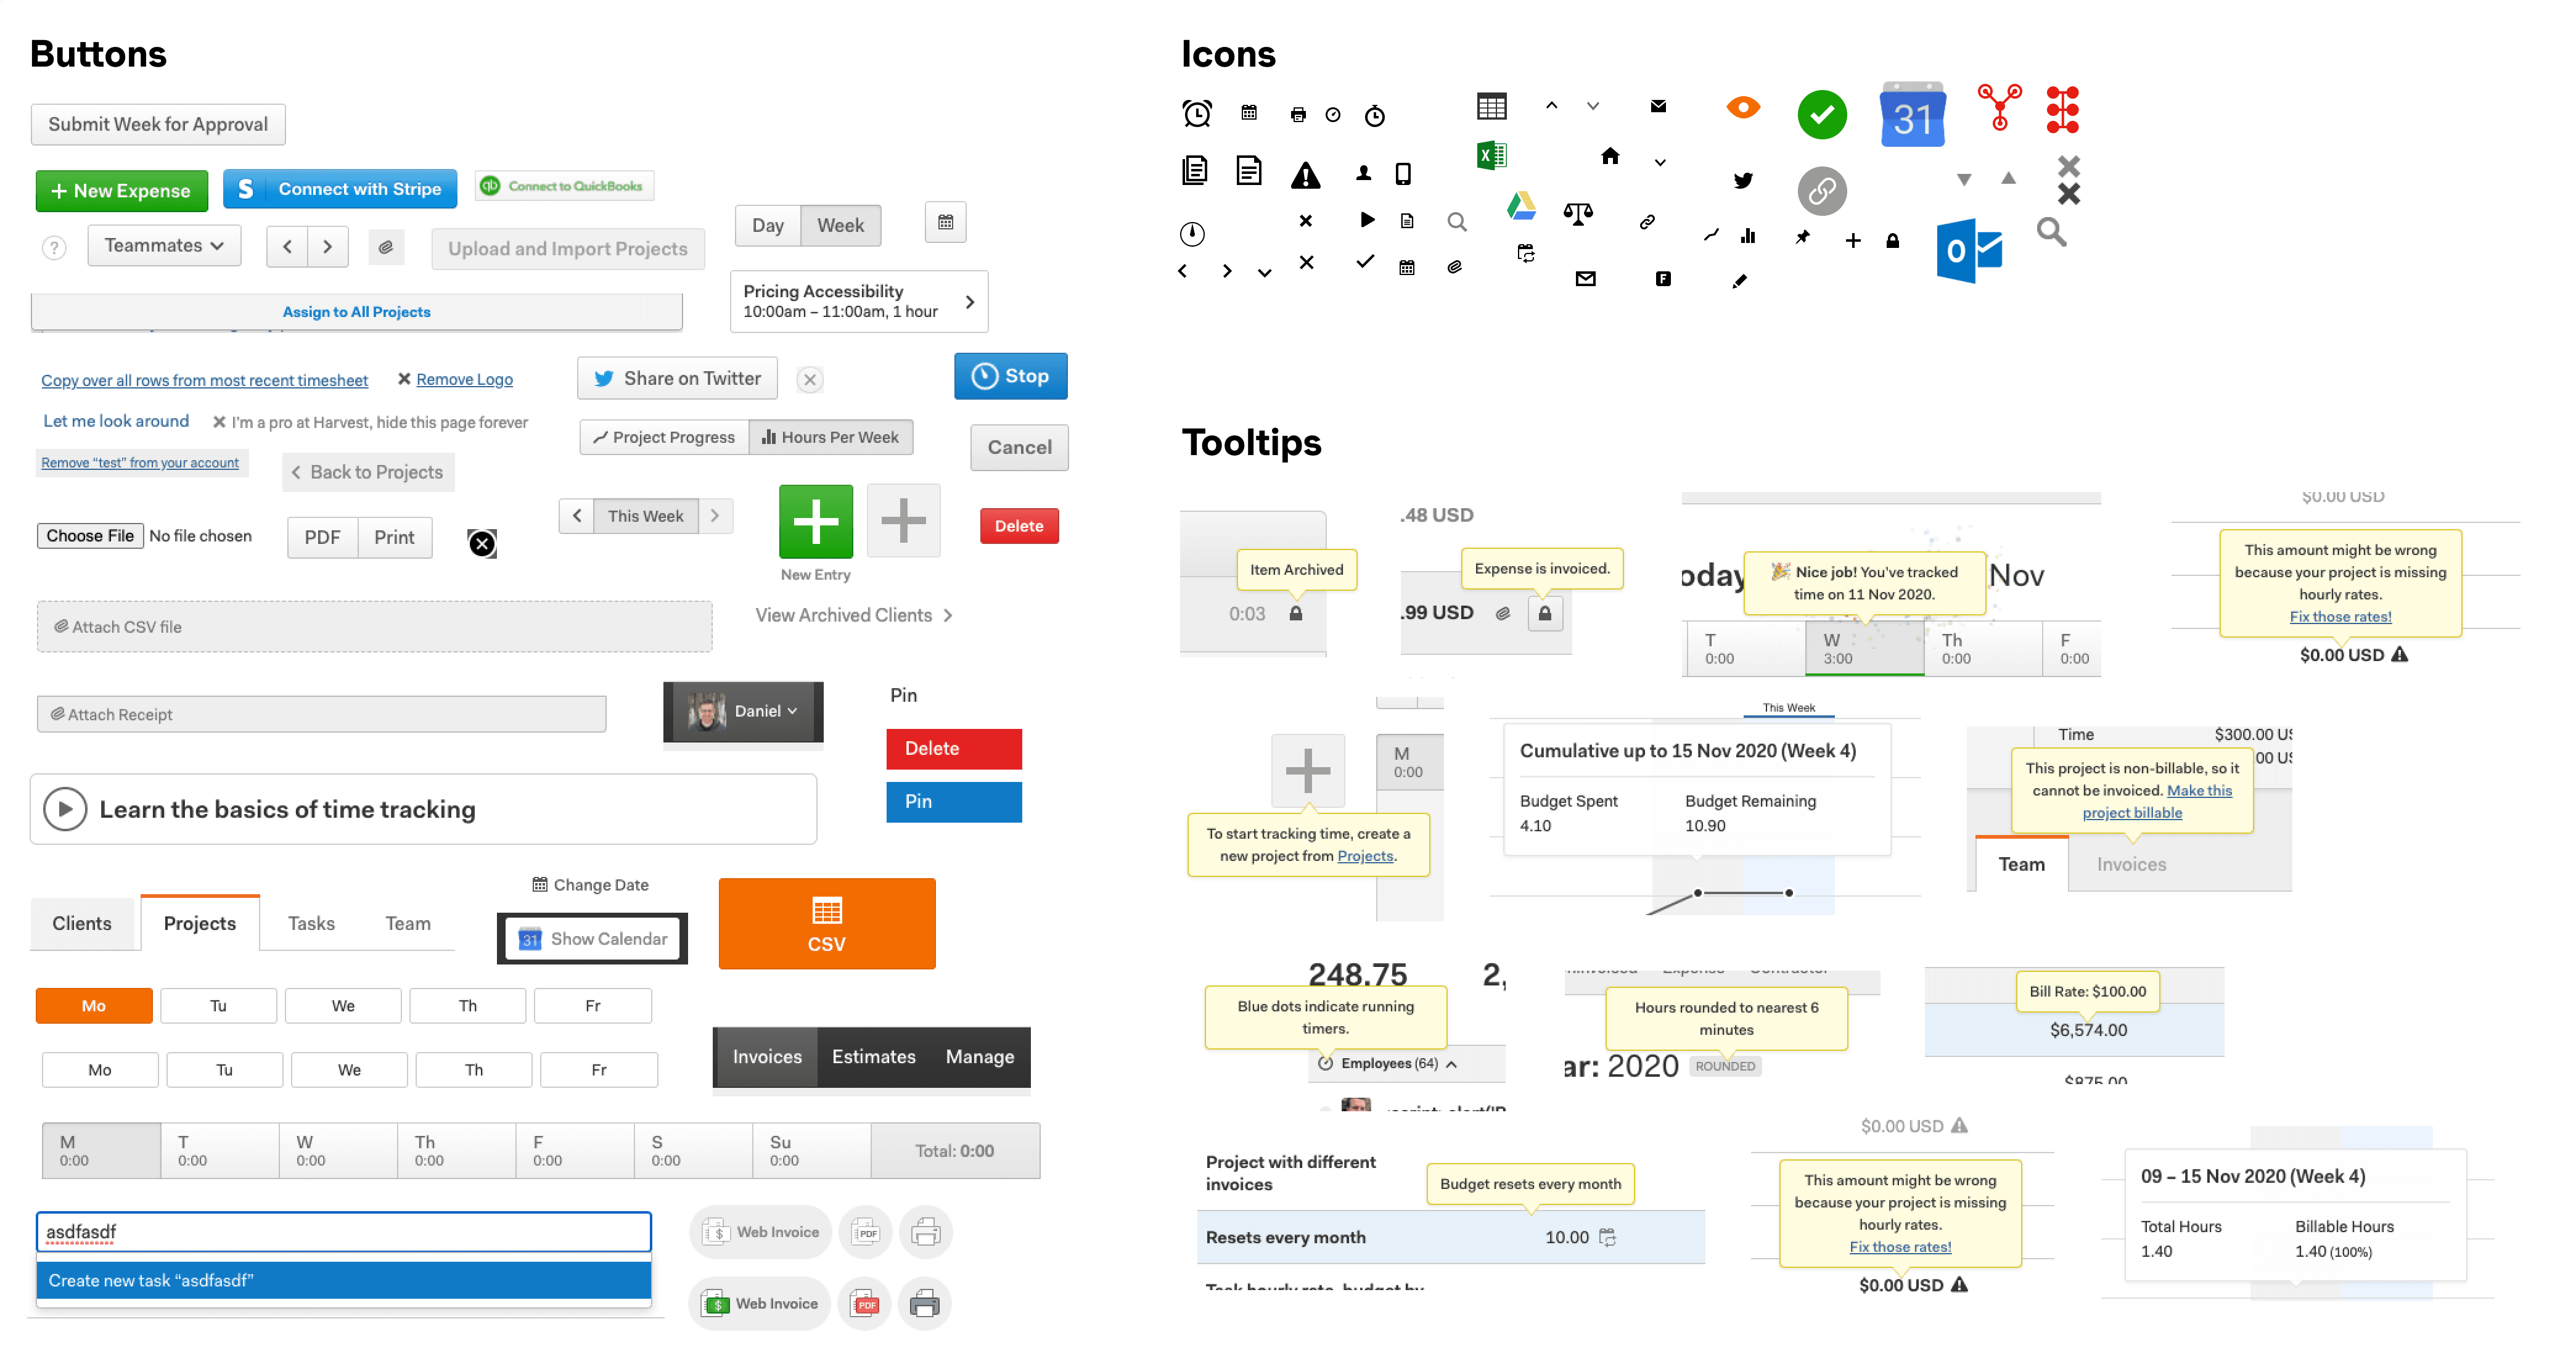 Buttons
Submit Week for Approval
+ New Expense
S Connect with Stripe
qb Connect to QuickBooks
?
Teammates
Upload and Import Projects
Day Week
Pricing Accessibility
10:00am – 11:00am, 1 hour
Assign to All Projects
Copy over all rows from most recent timesheet
Remove Logo
Share on Twitter
Stop
Let me look around
I'm a pro at Harvest, hide this page forever
Project Progress
Hours Per Week
Cancel
Remove “test” from your account
Back to Projects
This Week
Choose File No file chosen
PDF Print
New Entry
Delete
Attach CSV file
View Archived Clients
Attach Receipt
Daniel
Pin
Delete
Pin
Learn the basics of time tracking
Clients Projects Tasks Team
Change Date
31 Show Calendar
CSV
Mo Tu We Th Fr
Mo Tu We Th Fr
Invoices Estimates Manage
M T W Th F S Su
0:00 0:00 0:00 0:00 0:00 0:00 0:00
Total: 0:00
asdfasdf
Create new task “asdfasdf”
$ Web Invoice PDF
$ Web Invoice PDF
Icons
31
X
F
O
Tooltips
Item Archived
0:03
.48 USD
Expense is invoiced.
.99 USD
oday
Nov
Nice job! You've tracked
time on 11 Nov 2020.
T W Th F
0:00 3:00 0:00 0:00
$0.00 USD
This amount might be wrong
because your project is missing
hourly rates.
Fix those rates!
$0.00 USD
M
0:00
To start tracking time, create a
new project from Projects.
This Week
Cumulative up to 15 Nov 2020 (Week 4)
Budget Spent Budget Remaining
4.10 10.90
Time $300.00 US
00 US
This project is non-billable, so it
cannot be invoiced. Make this
project billable
Team Invoices
248.75 2,
Blue dots indicate running
timers.
Employees (64)
Hours rounded to nearest 6
minutes
ar: 2020 ROUNDED
Bill Rate: $100.00
$6,574.00
$875.00
Project with different
invoices
Budget resets every month
Resets every month 10.00
$0.00 USD
This amount might be wrong
because your project is missing
hourly rates.
Fix those rates!
$0.00 USD
09 – 15 Nov 2020 (Week 4)
Total Hours Billable Hours
1.40 1.40 (100%)